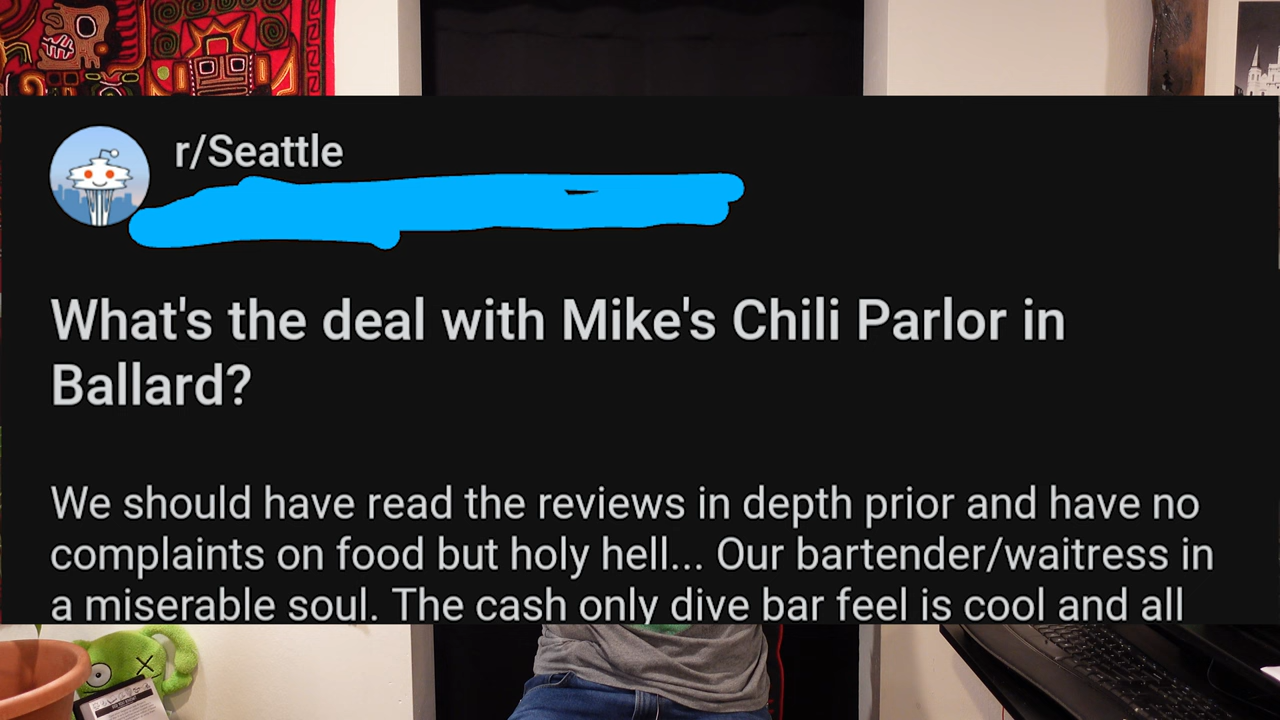 r/Seattle
What's the deal with Mike's Chili Parlor in
Ballard?
We should have read the reviews in depth prior and have no
complaints on food but holy hell... Our bartender/waitress in
a miserable soul. The cash only dive bar feel is cool and all